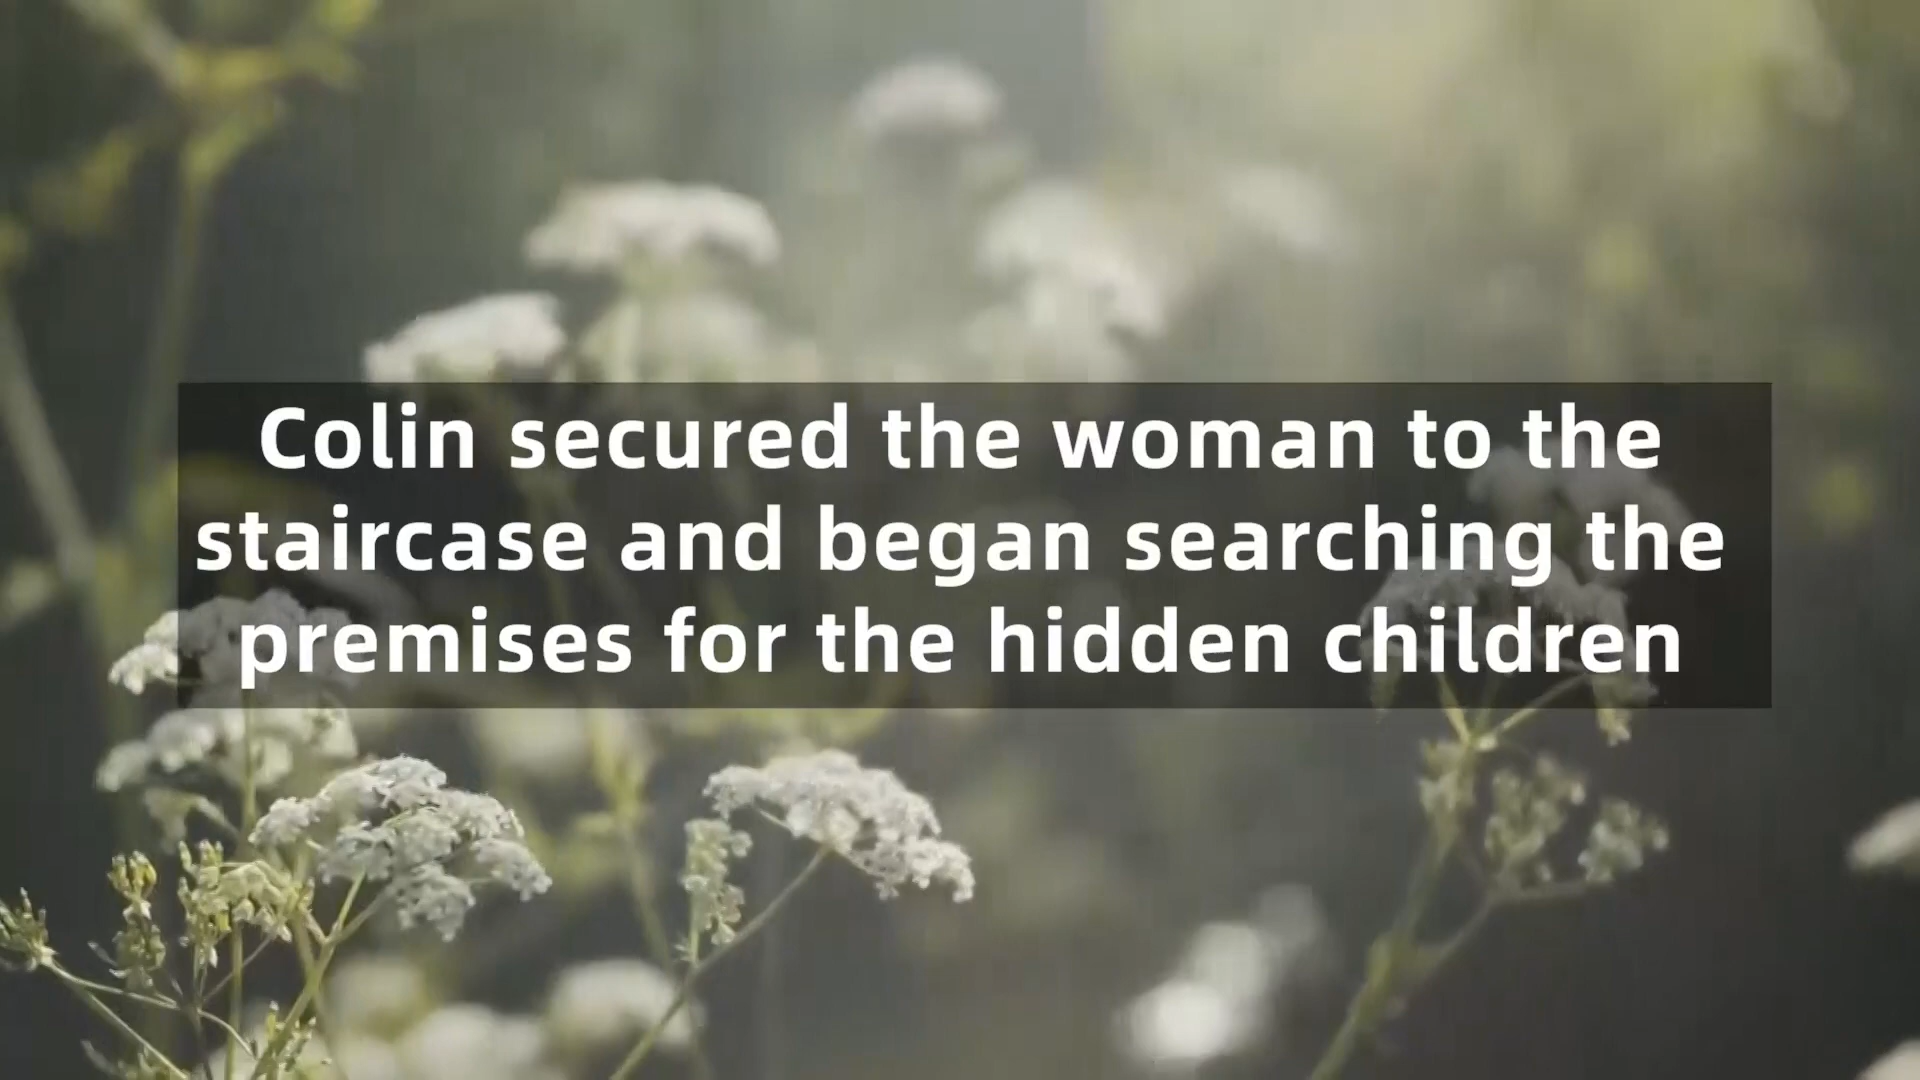 Colin secured the woman to the
staircase and began searching the
premises for the hidden children